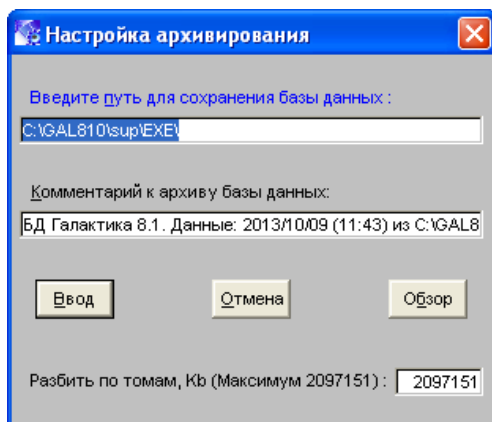 Настройка архивирования
Введите путь для сохранения базы данных :
C:\GAL810\sup\EXE\
Комментарий к архиву базы данных:
БД Галактика 8.1. Данные: 2013/10/09 (11:43) из C:\GAL8
Ввод Отмена Обзор
Разбить по томам, Kb (Максимум 2097151) : 2097151